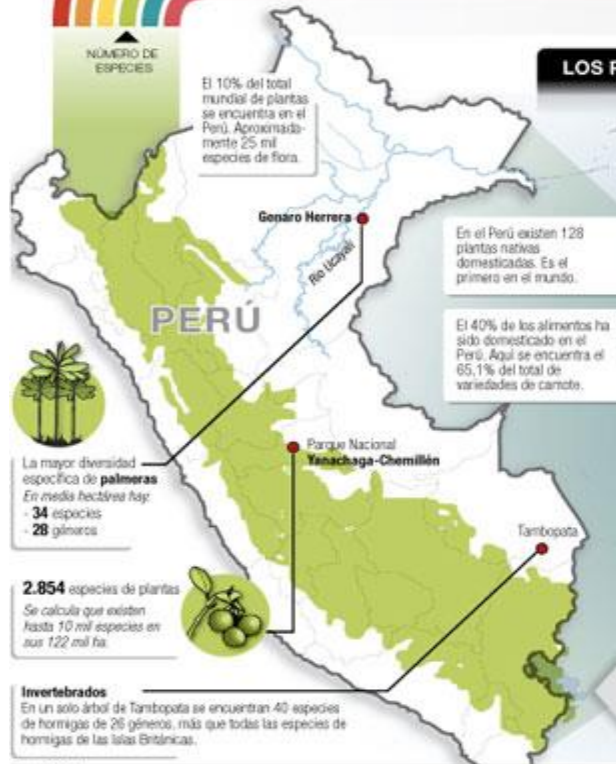 NÚMERO DE
ESPECIES
El 10% del total
mundial de plantas
se encuentra en el
Perú. Aproximada-
mente 25 mil
especies de flora.
LOS
Genaro Herrera
Río Ucayali
En el Perú existen 128
plantas nativas
domesticadas. Es el
primero en el mundo.
PERÚ
El 40% de los alimentos ha
sido domesticado en el
Perú. Aquí se encuentra el
65,1% del total de
variedades de camote.
La mayor diversidad
específica de palmeras
En media hectárea hay:
- 34 especies
- 28 géneros
Parque Nacional
Yanachaga-Chemillén
Tambopata
2.854 especies de plantas
Se calcula que existen
hasta 10 mil especies en
sus 122 mil ha.
Invertebrados
En un solo árbol de Tambopata se encuentran 40 especies
de hormigas de 26 géneros, más que todas las especies de
hormigas de las Islas Británicas.